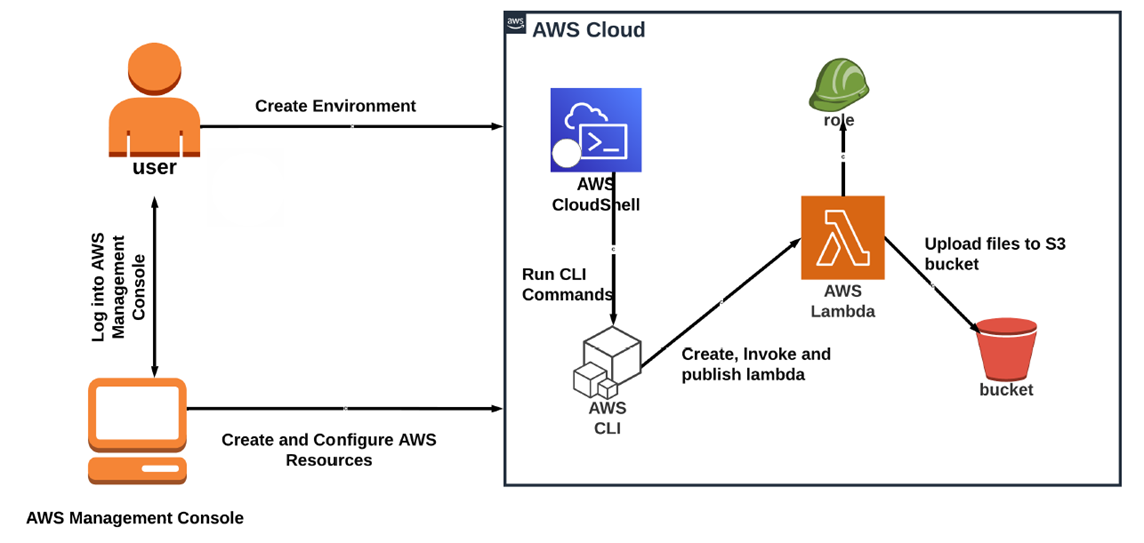 aws
AWS Cloud
Create Environment
user
role
AWS
CloudShell
Log into AWS
Management
Console
Run CLI
Commands
Upload files to S3
bucket
AWS
Lambda
Create, Invoke and
publish lambda
bucket
AWS
CLI
Create and Configure AWS
Resources
AWS Management Console